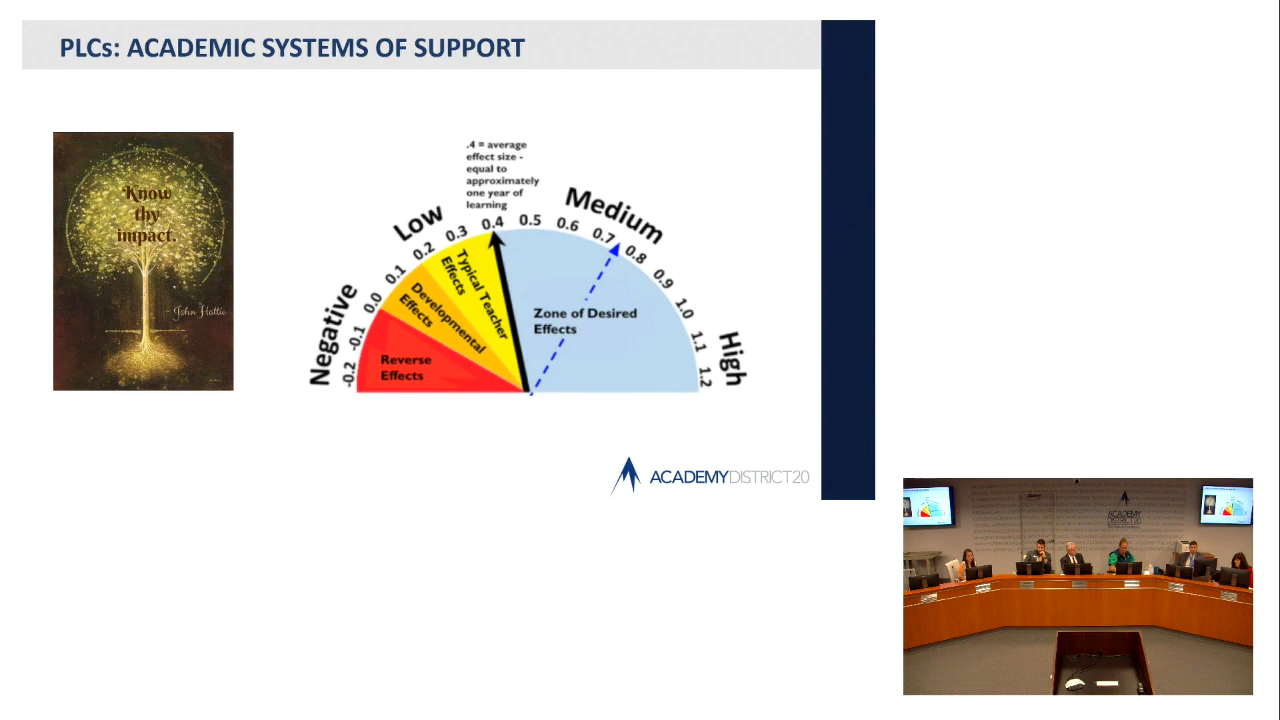 PLCs: ACADEMIC SYSTEMS OF SUPPORT
Know
thy
impact.
- John Hattie
.4 = average
effect size -
equal to
approximately
one year of
learning
Negative
Low
Medium
High
-0.2
-0.1
0.0
0.1
0.2
0.3
0.4
0.5
0.6
0.7
0.8
0.9
1.0
1.1
1.2
Reverse
Effects
Developmental
Effects
Typical Teacher
Effects
Zone of Desired
Effects
ACADEMYDISTRICT20
ACADEMY
DISTRICT20